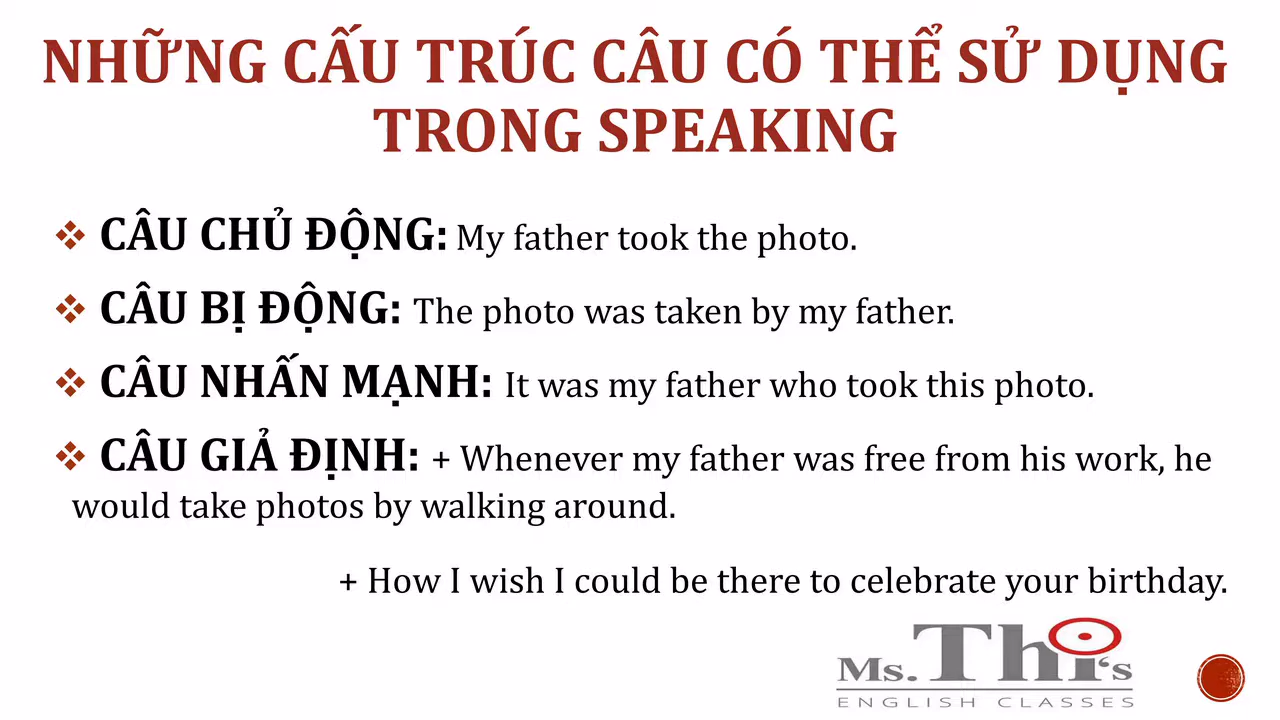 NHỮNG CẤU TRÚC CÂU CÓ THỂ SỬ DỤNG
TRONG SPEAKING
CÂU CHỦ ĐỘNG: My father took the photo.
CÂU BỊ ĐỘNG: The photo was taken by my father.
CÂU NHẤN MẠNH: It was my father who took this photo.
CÂU GIẢ ĐỊNH: + Whenever my father was free from his work, he
would take photos by walking around.
+ How I wish I could be there to celebrate your birthday.
Ms. Thi's
ENGLISH CLASSES